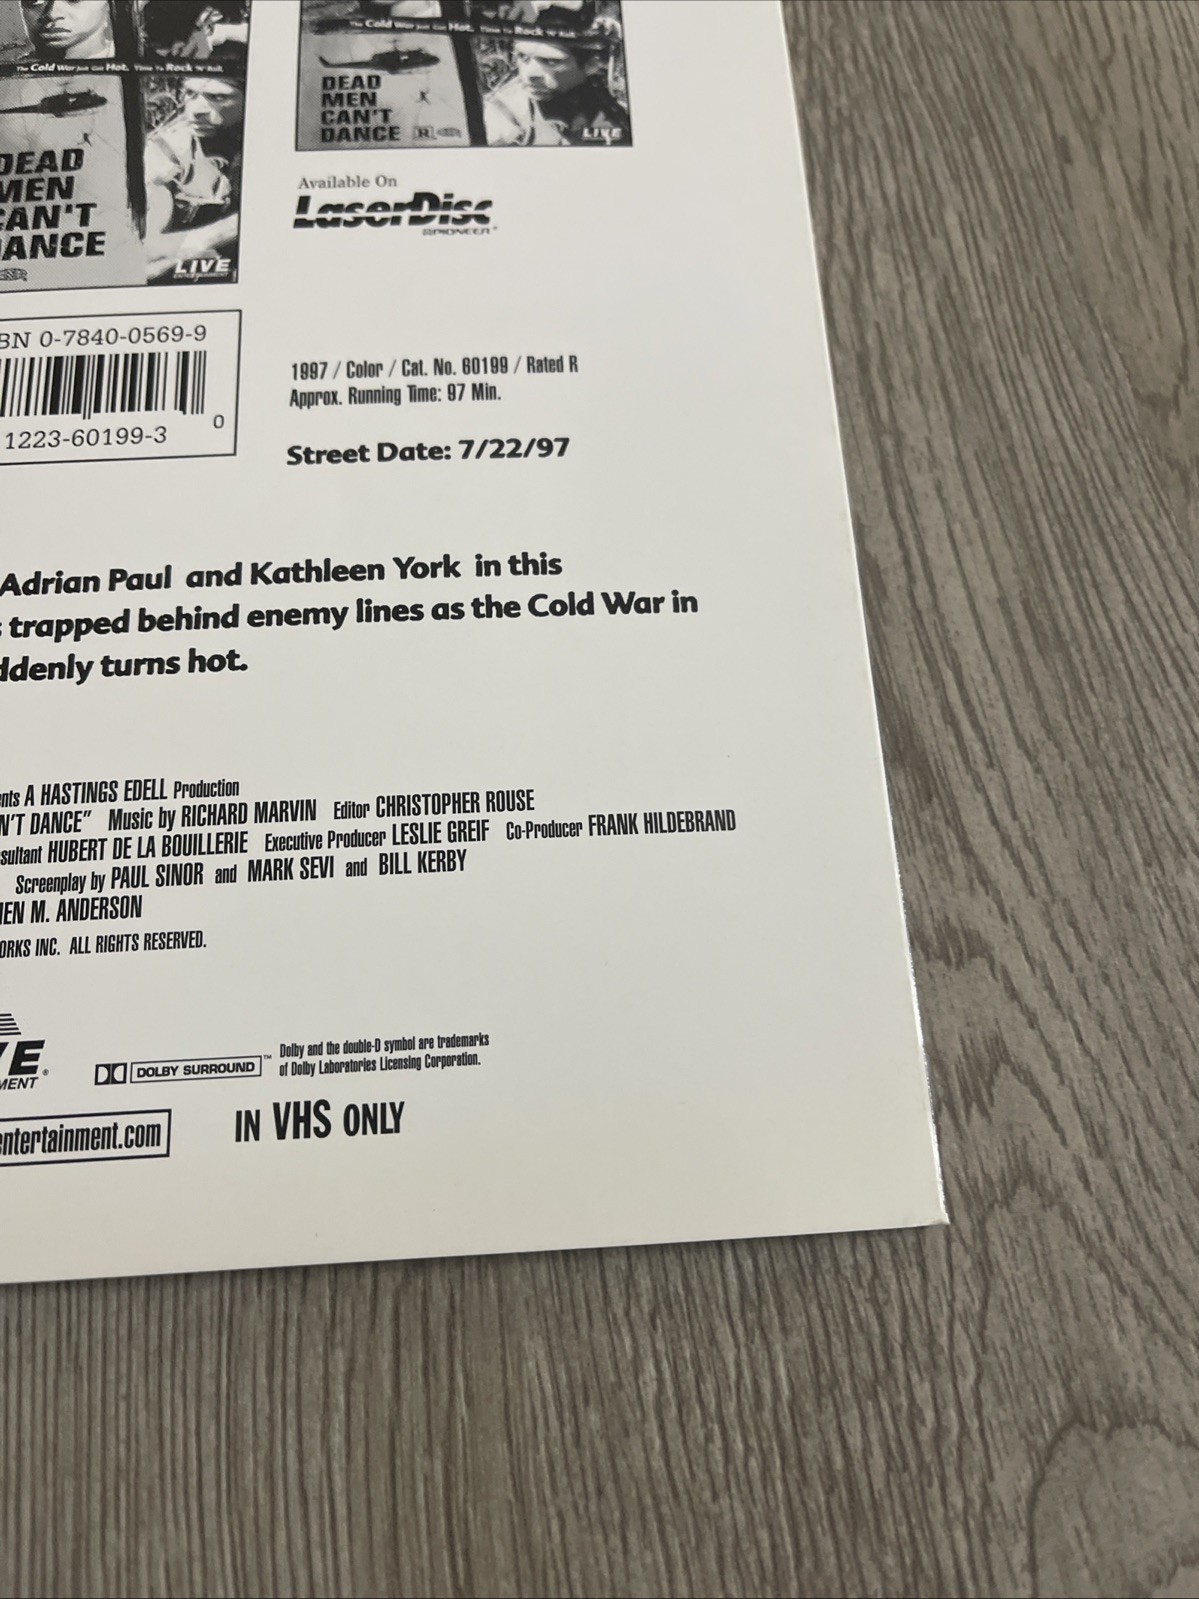 The Cold War Just Got Hot. Time To Rock 'N' Roll.
DEAD
MEN
CAN'T
DANCE
R
LIVE
The Cold War Just Got Hot. Time To Rock 'N' Roll.
DEAD
MEN
CAN'T
DANCE
LIVE
ENTERTAINMENT
Available On
LaserDisc
PIONEER
BN 0-7840-0569-9
1223-60199-3
0
1997 / Color / Cat. No. 60199 / Rated R
Approx. Running Time: 97 Min.
Street Date: 7/22/97
Adrian Paul and Kathleen York in this
s trapped behind enemy lines as the Cold War in
ddenly turns hot.
nts A HASTINGS EDELL Production
N'T DANCE" Music by RICHARD MARVIN Editor CHRISTOPHER ROUSE
sultant HUBERT DE LA BOUILLERIE Executive Producer LESLIE GREIF Co-Producer FRANK HILDEBRAND
Screenplay by PAUL SINOR and MARK SEVI and BILL KERBY
EN M. ANDERSON
ORKS INC. ALL RIGHTS RESERVED.
VE
MENT
DOLBY SURROUND ™
Dolby and the double-D symbol are trademarks
of Dolby Laboratories Licensing Corporation.
entertainment.com
IN VHS ONLY